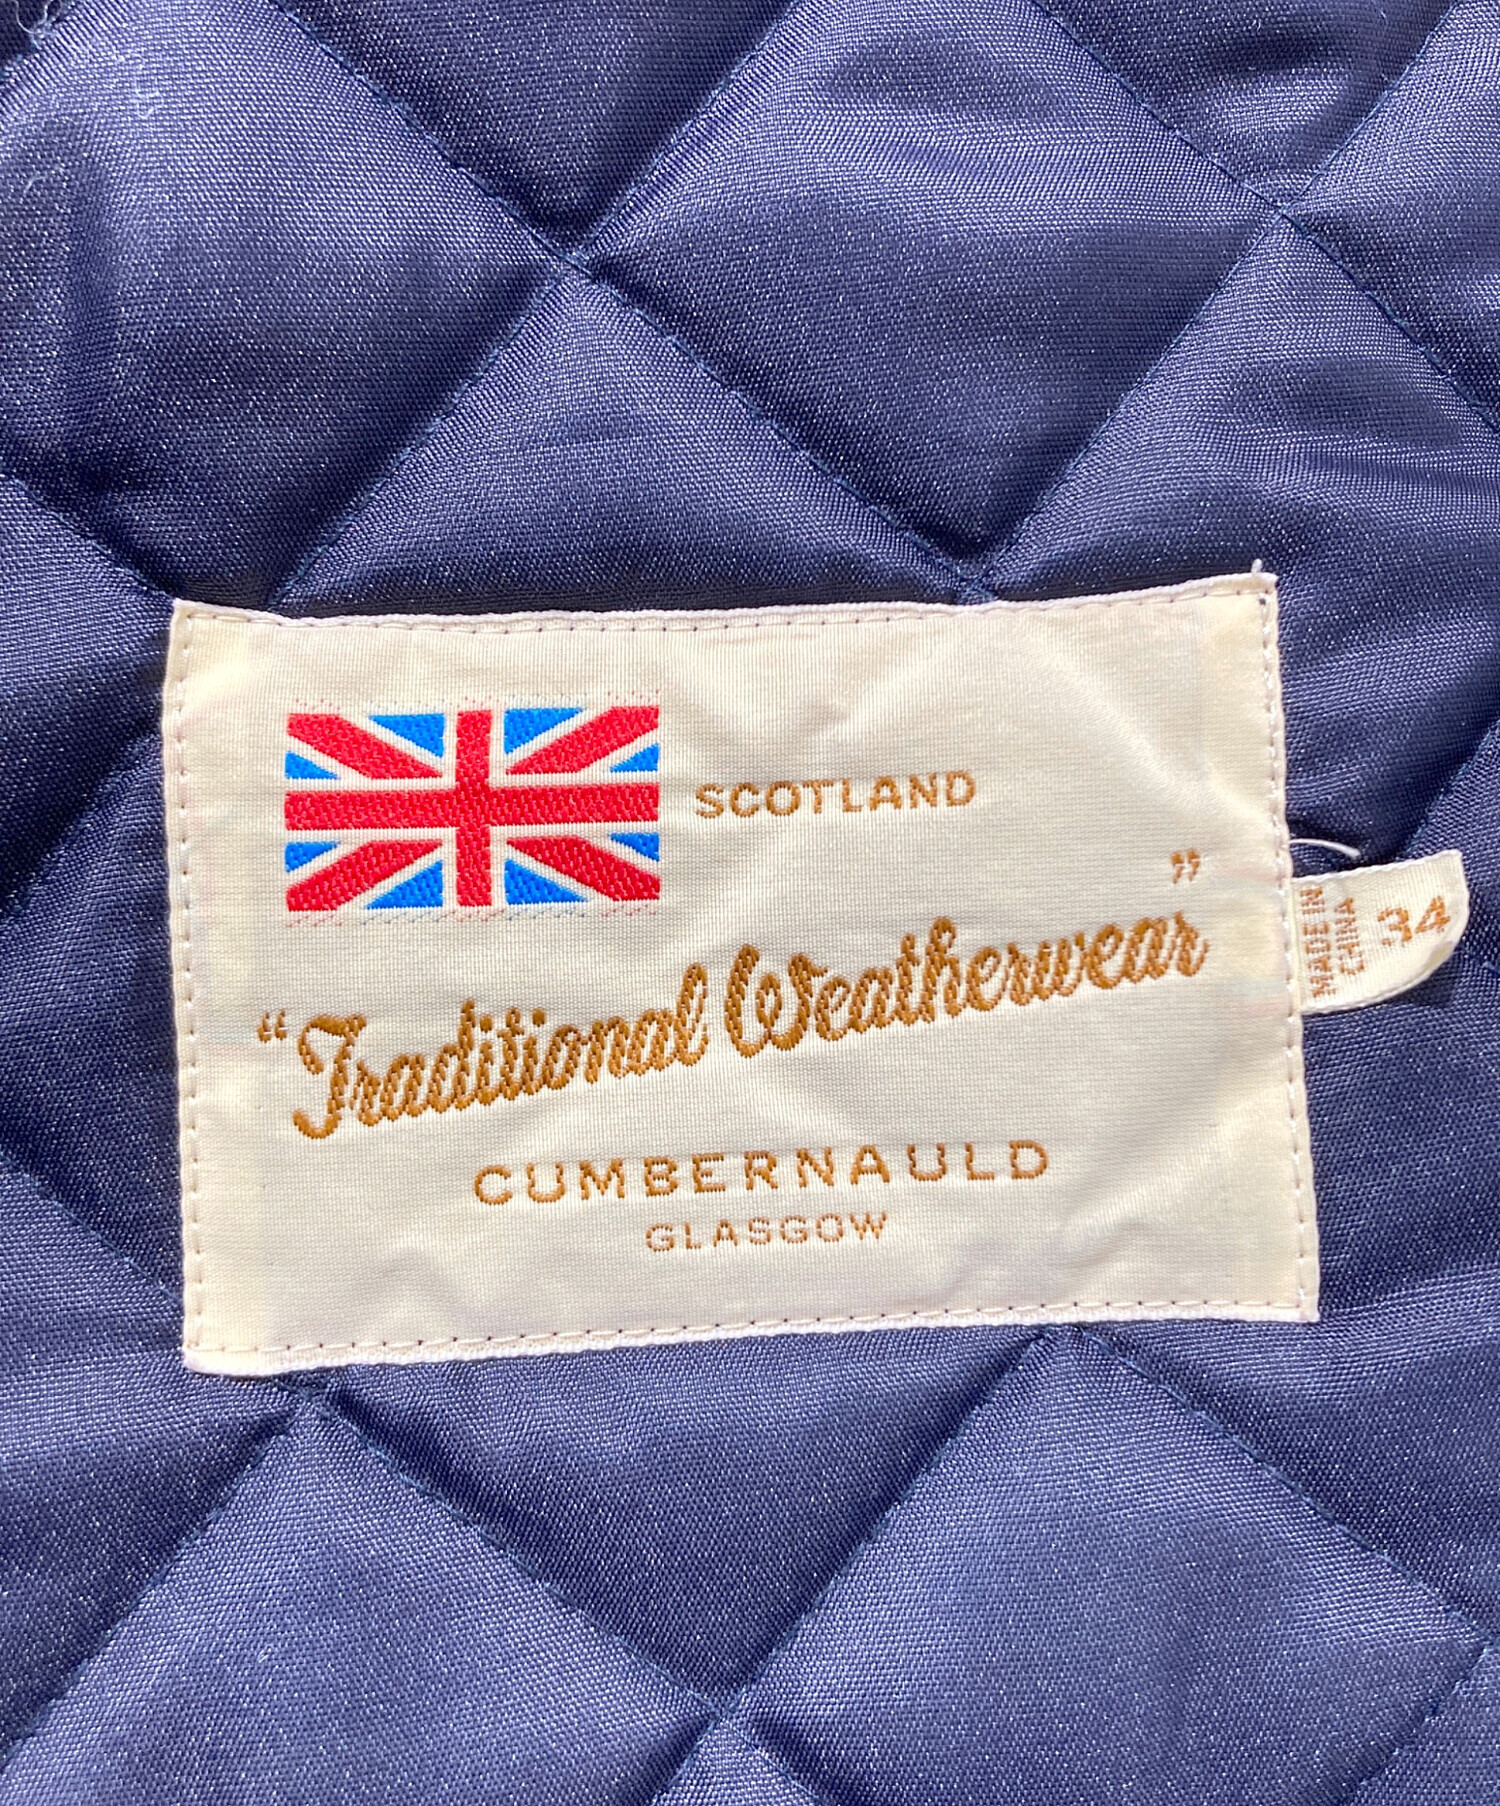 SCOTLAND
“Traditional Weatherwear”
CUMBERNAULD
GLASGOW
MADE IN
CHINA
34